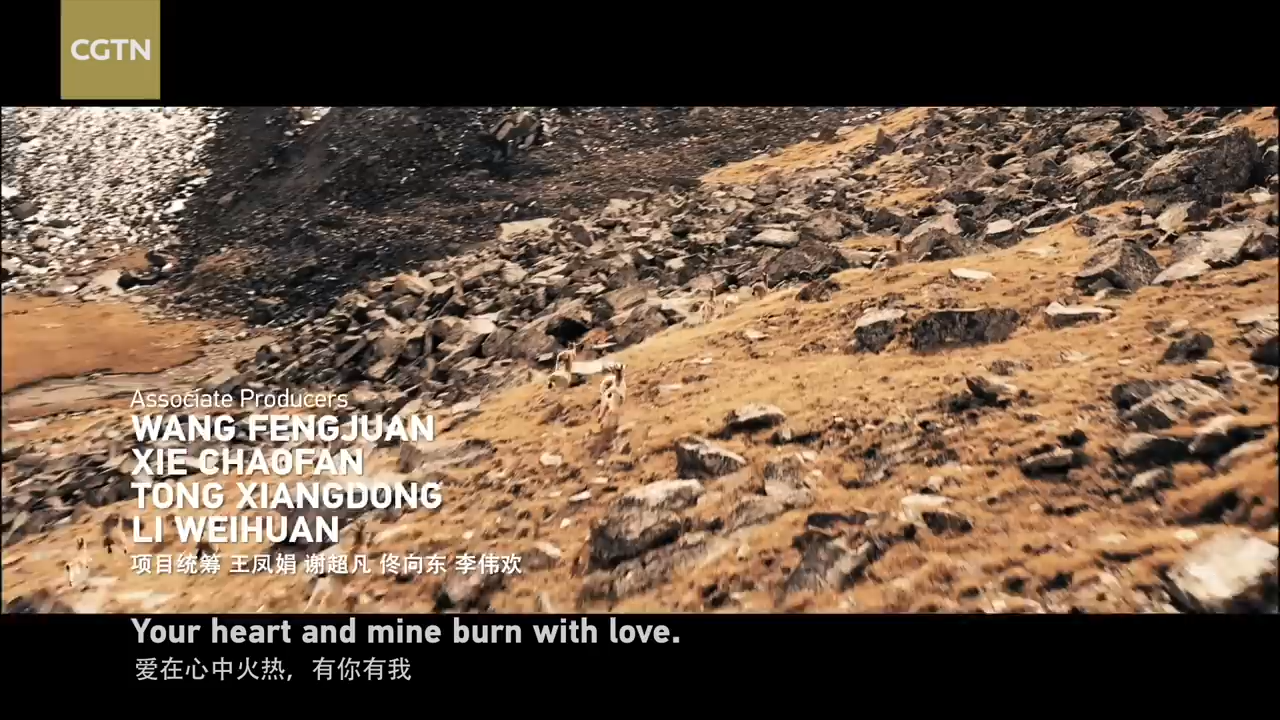 CGTN
Associate Producers
WANG FENGJUAN
XIE CHAOFAN
TONG XIANGDONG
LI WEIHUAN
项目统筹 王凤娟 谢超凡 佟向东 李伟欢
Your heart and mine burn with love.
爱在心中火热，有你有我